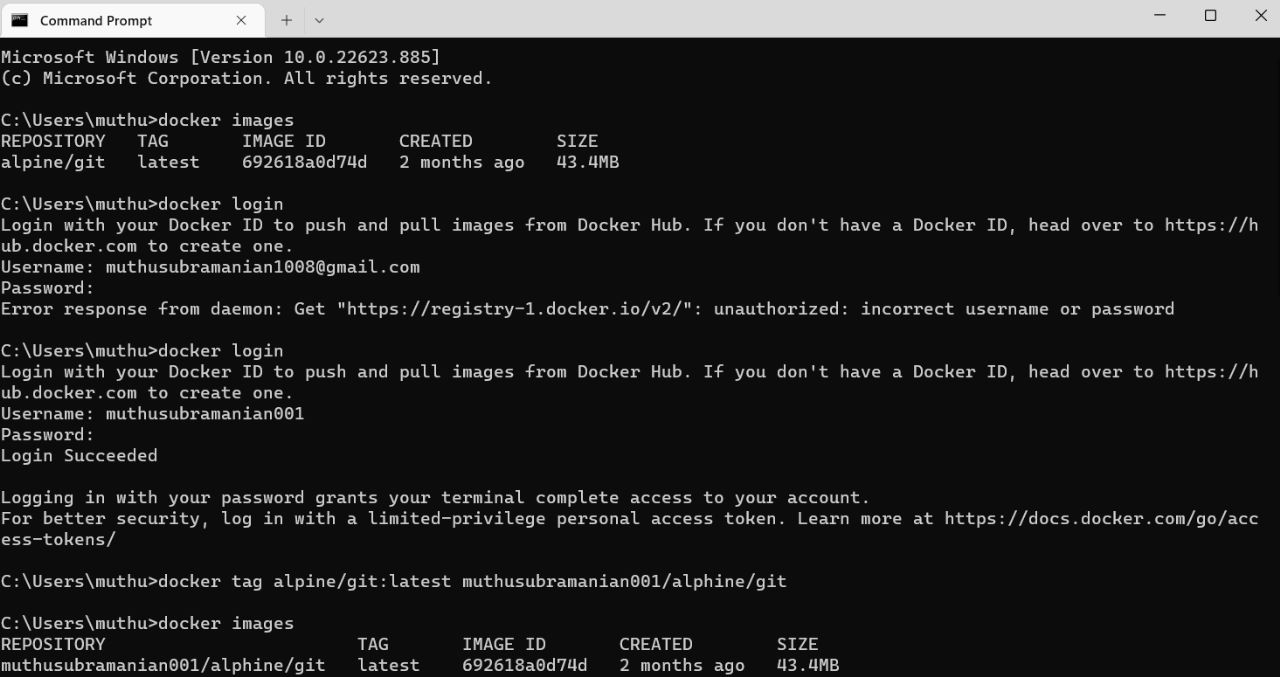 Command Prompt
Microsoft Windows [Version 10.0.22623.885]
(c) Microsoft Corporation. All rights reserved.
C:\Users\muthu>docker images
REPOSITORY   TAG       IMAGE ID       CREATED        SIZE
alpine/git   latest    692618a0d74d   2 months ago   43.4MB
C:\Users\muthu>docker login
Login with your Docker ID to push and pull images from Docker Hub. If you don't have a Docker ID, head over to https://h
ub.docker.com to create one.
Username: muthusubramanian1008@gmail.com
Password:
Error response from daemon: Get "https://registry-1.docker.io/v2/": unauthorized: incorrect username or password
C:\Users\muthu>docker login
Login with your Docker ID to push and pull images from Docker Hub. If you don't have a Docker ID, head over to https://h
ub.docker.com to create one.
Username: muthusubramanian001
Password:
Login Succeeded
Logging in with your password grants your terminal complete access to your account.
For better security, log in with a limited-privilege personal access token. Learn more at https://docs.docker.com/go/acc
ess-tokens/
C:\Users\muthu>docker tag alpine/git:latest muthusubramanian001/alphine/git
C:\Users\muthu>docker images
REPOSITORY                        TAG       IMAGE ID       CREATED        SIZE
muthusubramanian001/alphine/git   latest    692618a0d74d   2 months ago   43.4MB